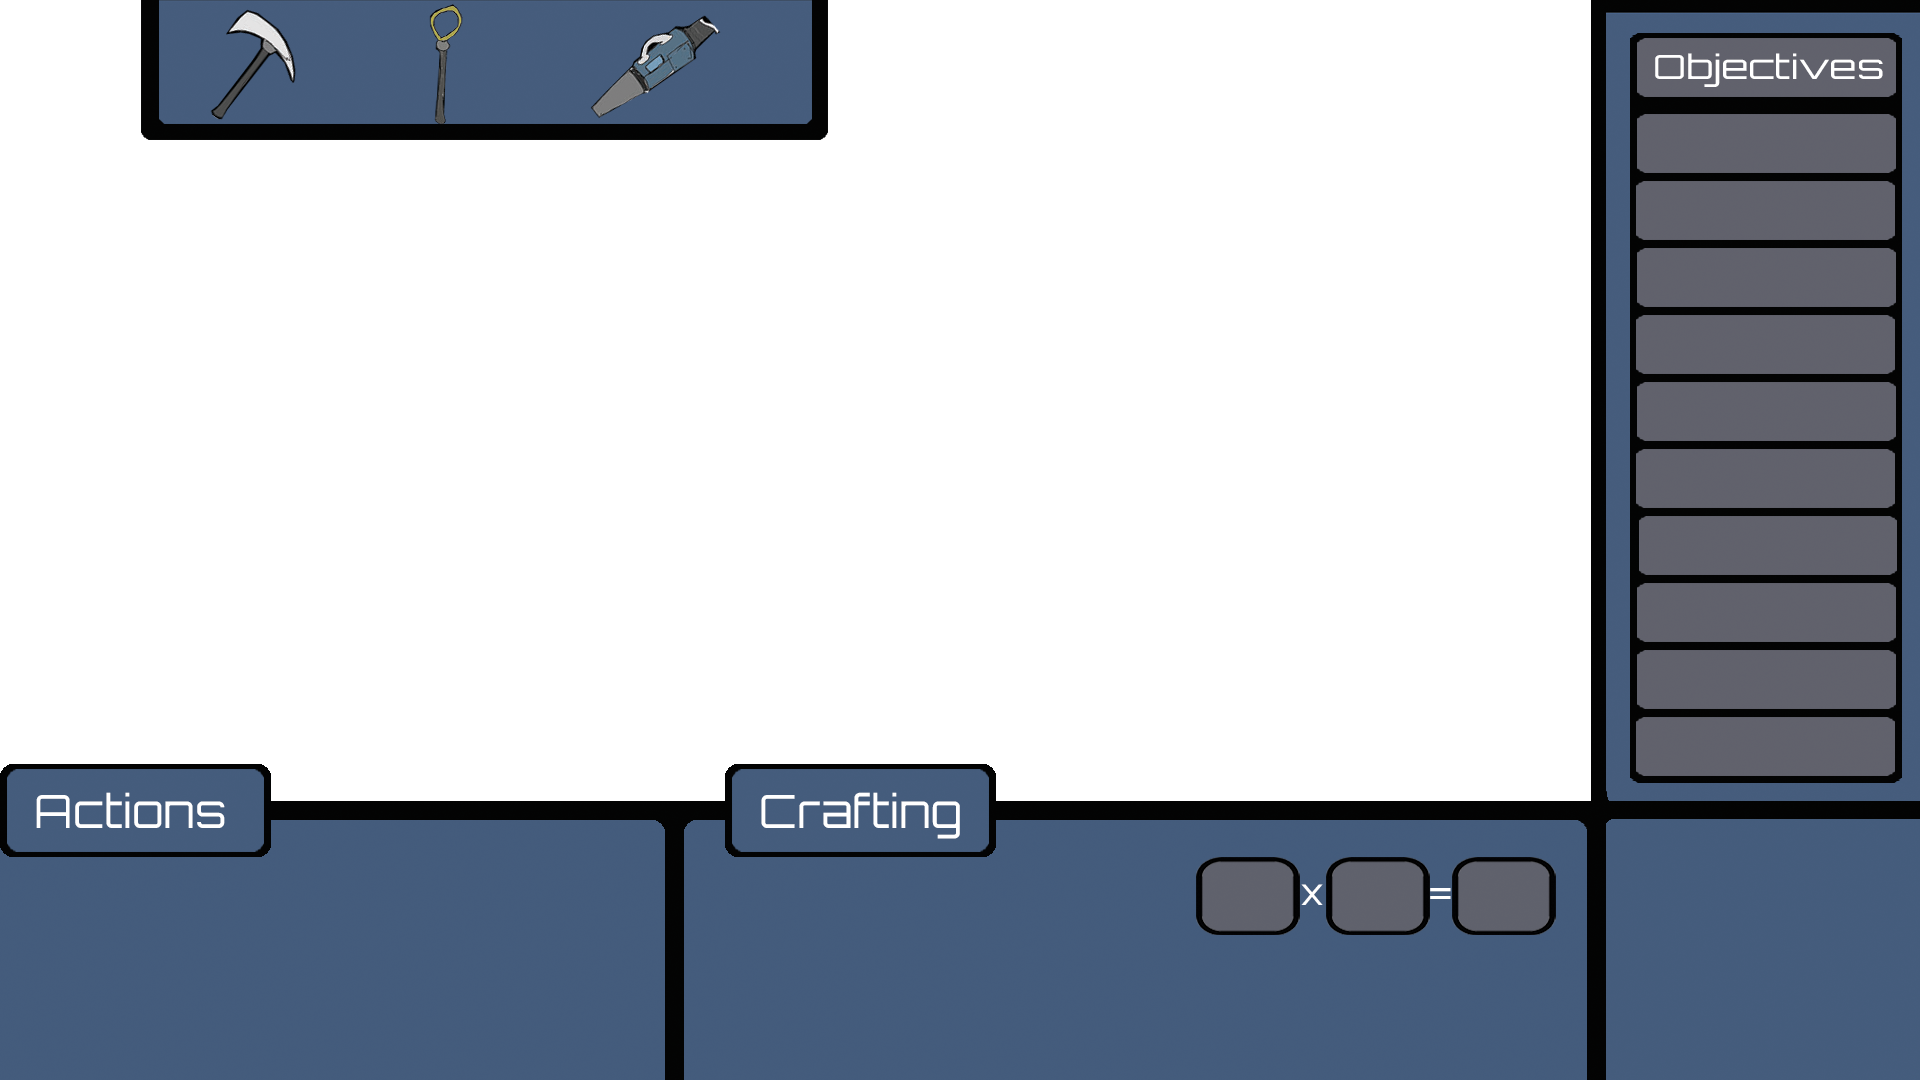 Objectives
Actions
Crafting
x =